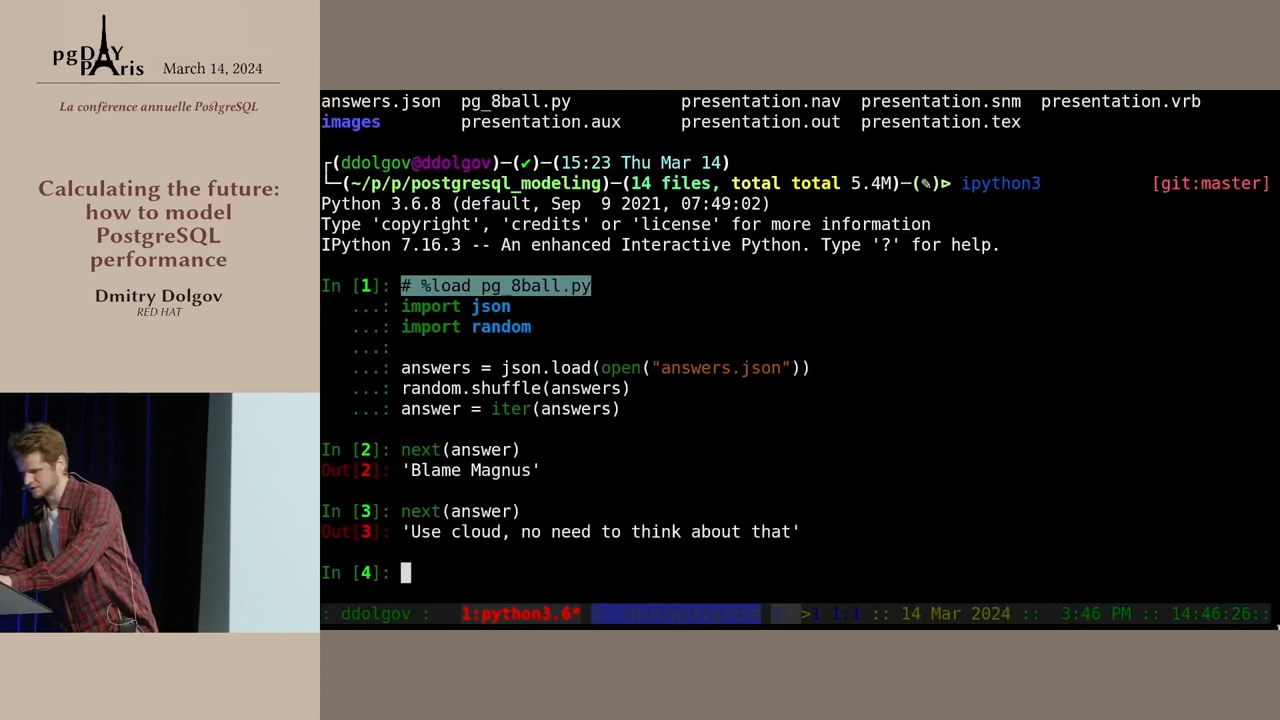 pgDAY
PAris
March 14, 2024
La conférence annuelle PostgreSQL
Calculating the future:
how to model
PostgreSQL
performance
Dmitry Dolgov
RED HAT
answers.json pg_8ball.py presentation.nav presentation.snm presentation.vrb
images presentation.aux presentation.out presentation.tex
┌(ddolgov@ddolgov)─(✔)─(15:23 Thu Mar 14)
└─(~/p/p/postgresql_modeling)─(14 files, total total 5.4M)─(✎)⊳ ipython3 [git:master]
Python 3.6.8 (default, Sep 9 2021, 07:49:02)
Type 'copyright', 'credits' or 'license' for more information
IPython 7.16.3 -- An enhanced Interactive Python. Type '?' for help.
In [1]: # %load pg_8ball.py
...: import json
...: import random
...:
...: answers = json.load(open("answers.json"))
...: random.shuffle(answers)
...: answer = iter(answers)
In [2]: next(answer)
Out[2]: 'Blame Magnus'
In [3]: next(answer)
Out[3]: 'Use cloud, no need to think about that'
In [4]:
: ddolgov : 1:python3.6* >1 1:1 :: 14 Mar 2024 :: 3:46 PM :: 14:46:26::